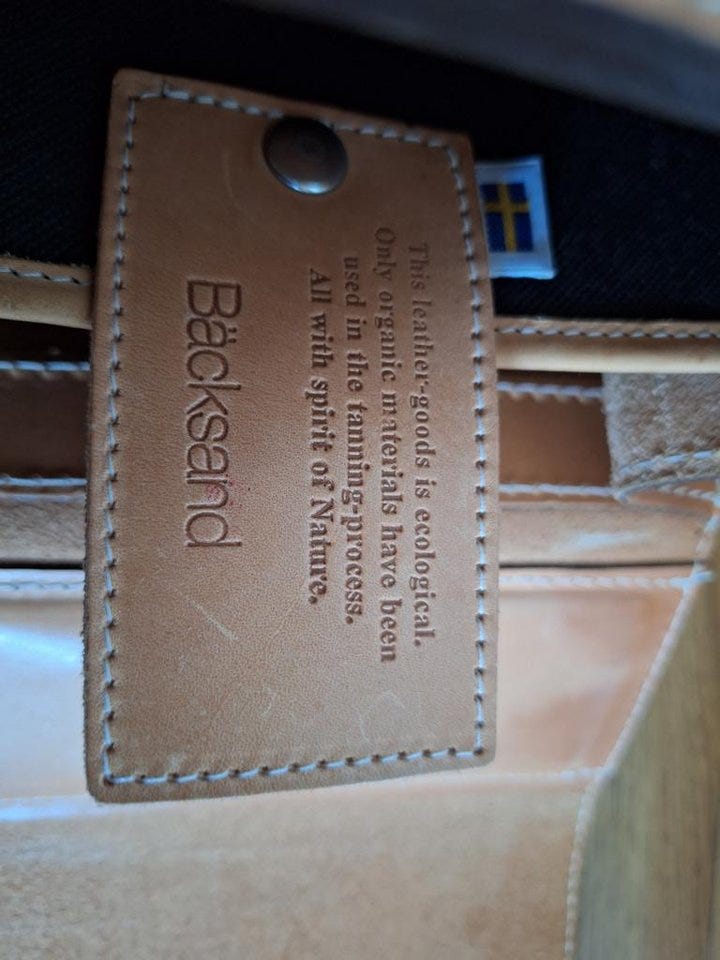 This leather-goods is ecological.
Only organic materials have been
used in the tanning-process.
All with spirit of Nature.
Bäcksand